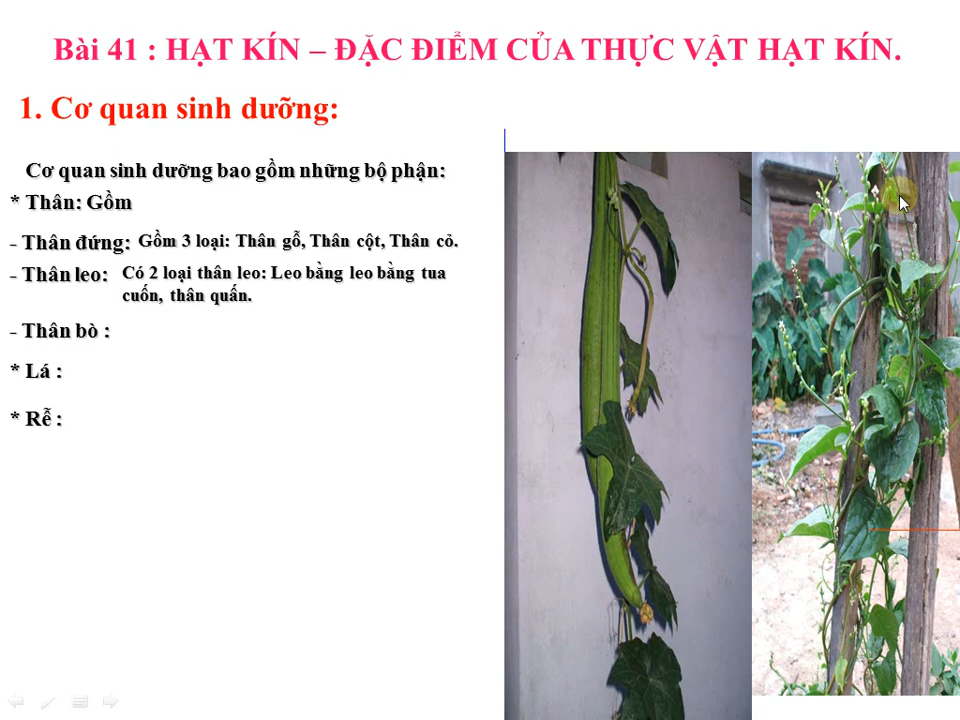 Bài 41 : HẠT KÍN – ĐẶC ĐIỂM CỦA THỰC VẬT HẠT KÍN.
1. Cơ quan sinh dưỡng:
Cơ quan sinh dưỡng bao gồm những bộ phận:
* Thân: Gồm
- Thân đứng: Gồm 3 loại: Thân gỗ, Thân cột, Thân cỏ.
- Thân leo: Có 2 loại thân leo: Leo bằng leo bằng tua
cuốn, thân quấn.
- Thân bò :
* Lá :
* Rễ :